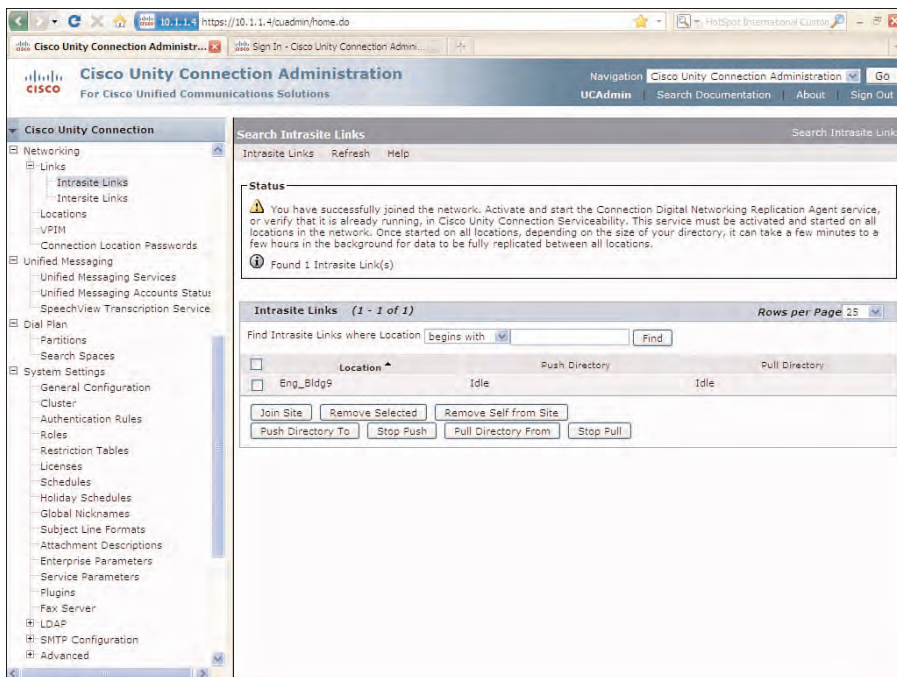 10.1.1.4 https://10.1.1.4/cuadmin/home.do
HotSpot International Custom
Cisco Unity Connection Administr...
Sign In - Cisco Unity Connection Admini...
CISCO
Cisco Unity Connection Administration
For Cisco Unified Communications Solutions
Navigation Cisco Unity Connection Administration Go
UCAdmin | Search Documentation | About | Sign Out
Cisco Unity Connection
Networking
Links
Intrasite Links
Intersite Links
Locations
VPIM
Connection Location Passwords
Unified Messaging
Unified Messaging Services
Unified Messaging Accounts Status
SpeechView Transcription Service
Dial Plan
Partitions
Search Spaces
System Settings
General Configuration
Cluster
Authentication Rules
Roles
Restriction Tables
Licenses
Schedules
Holiday Schedules
Global Nicknames
Subject Line Formats
Attachment Descriptions
Enterprise Parameters
Service Parameters
Plugins
Fax Server
LDAP
SMTP Configuration
Advanced
Search Intrasite Links
Search Intrasite Link
Intrasite Links Refresh Help
Status
You have successfully joined the network. Activate and start the Connection Digital Networking Replication Agent service,
or verify that it is already running, in Cisco Unity Connection Serviceability. This service must be activated and started on all
locations in the network. Once started on all locations, depending on the size of your directory, it can take a few minutes to a
few hours in the background for data to be fully replicated between all locations.
Found 1 Intrasite Link(s)
Intrasite Links (1 - 1 of 1)
Rows per Page 25
Find Intrasite Links where Location begins with Find
Location Push Directory Pull Directory
Eng_Bldg9 Idle Idle
Join Site Remove Selected Remove Self from Site
Push Directory To Stop Push Pull Directory From Stop Pull